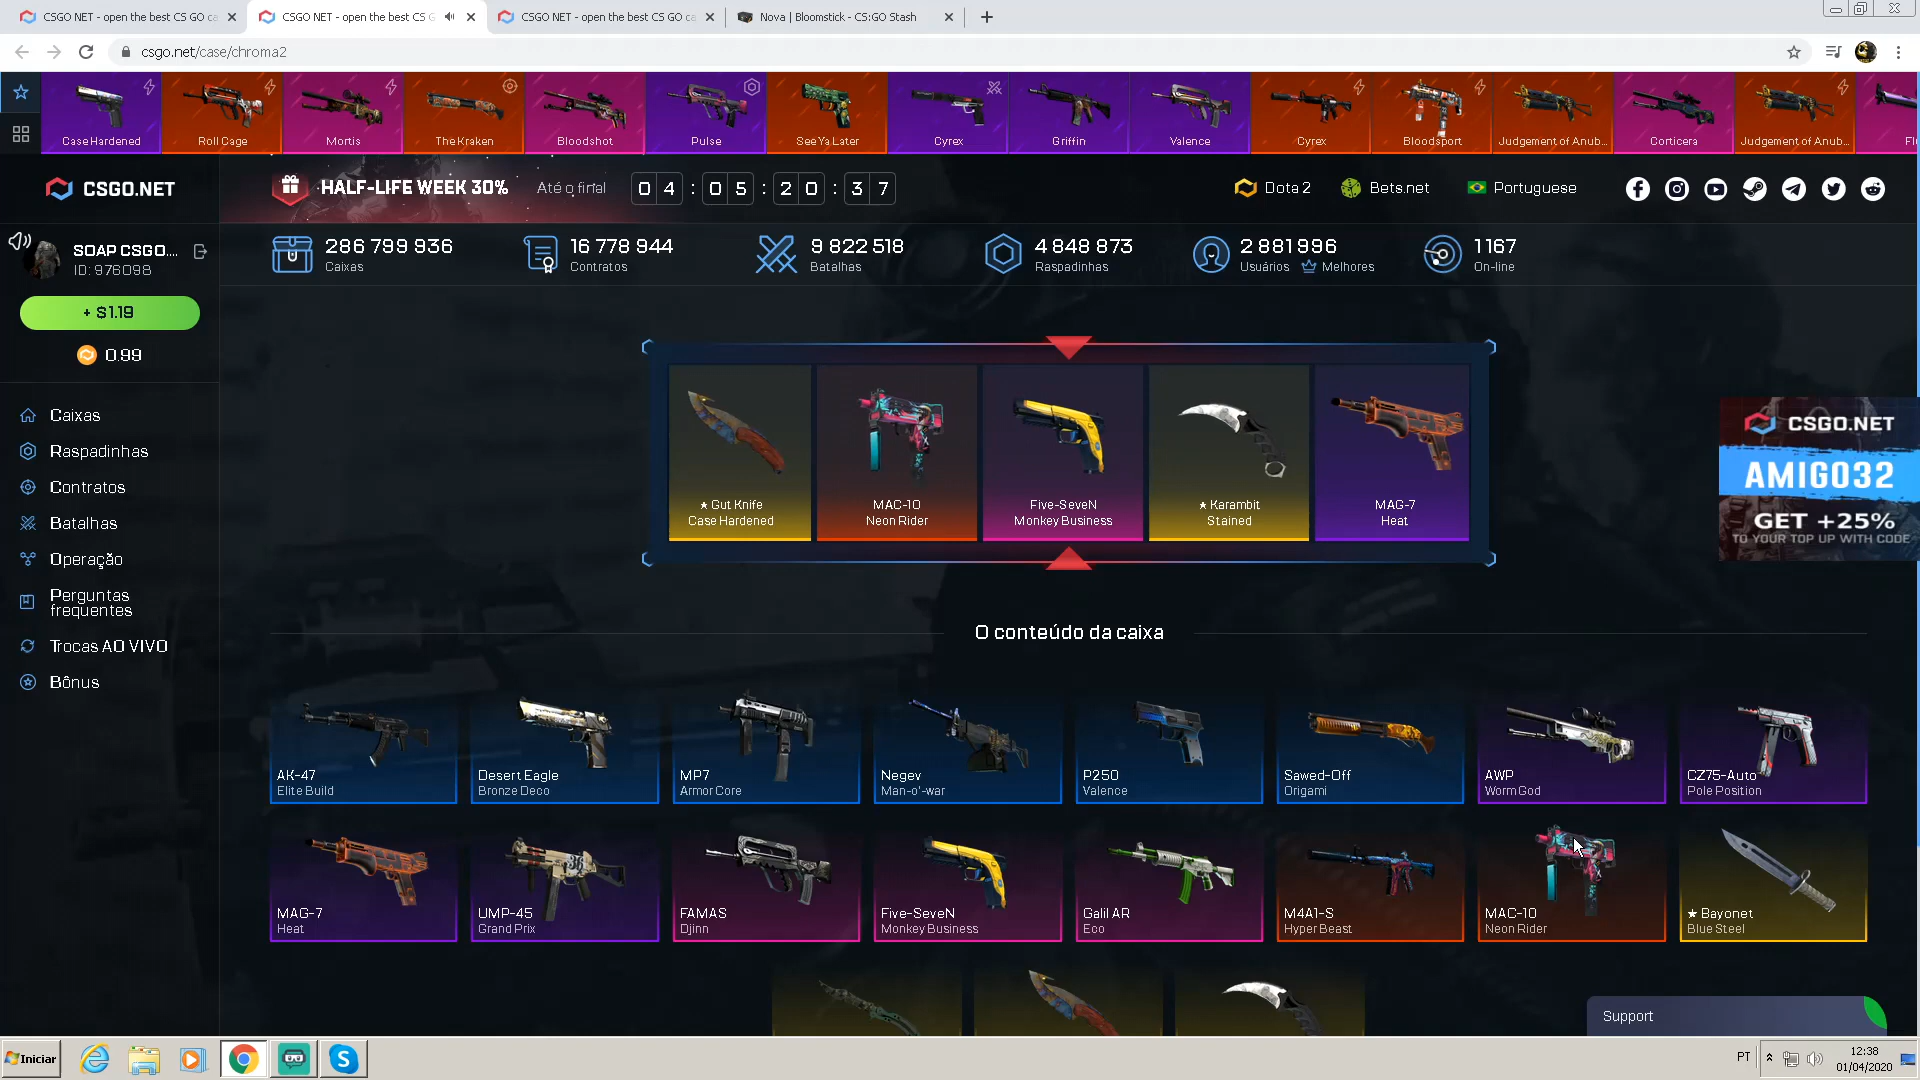 CSGO NET - open the best CS GO ca
CSGO NET - open the best CS G
CSGO NET - open the best CS GO ca
Nova | Bloomstick - CS:GO Stash
csgo.net/case/chroma2
Case Hardened
Roll Cage
Mortis
The Kraken
Bloodshot
Pulse
See Ya Later
Cyrex
Griffin
Valence
Cyrex
Bloodsport
Judgement of Anub...
Corticera
Judgement of Anub...
CSGO.NET
HALF-LIFE WEEK 30%
Até o firfal
04:05:20:37
Dota 2
Bets.net
Portuguese
SOAP CSGO....
ID: 976098
286 799 936
Caixas
16 778 944
Contratos
9 822 518
Batalhas
4 848 873
Raspadinhas
2 881 996
Usuários
Melhores
1 167
On-line
+ $1.19
0.99
Caixas
Raspadinhas
Contratos
Batalhas
Operação
Perguntas
frequentes
Trocas AO VIVO
Bônus
★ Gut Knife
Case Hardened
MAC-10
Neon Rider
Five-SeveN
Monkey Business
★ Karambit
Stained
MAG-7
Heat
CSGO.NET
AMIGO32
GET +25%
TO YOUR TOP UP WITH CODE
O conteúdo da caixa
AK-47
Elite Build
Desert Eagle
Bronze Deco
MP7
Armor Core
Negev
Man-o'-war
P250
Valence
Sawed-Off
Origami
AWP
Worm God
CZ75-Auto
Pole Position
MAG-7
Heat
UMP-45
Grand Prix
FAMAS
Djinn
Five-SeveN
Monkey Business
Galil AR
Eco
M4A1-S
Hyper Beast
MAC-10
Neon Rider
★ Bayonet
Blue Steel
Support
Iniciar
PT
12:38
01/04/2020